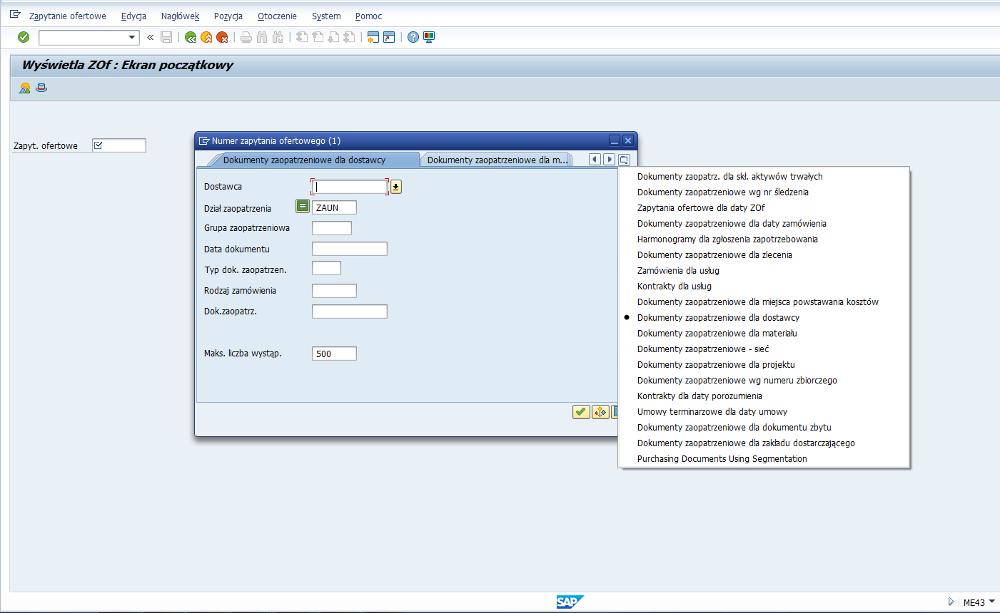 Zapytanie ofertowe Edycja Nagłówek Pozycja Otoczenie System Pomoc
Wyświetla ZOf : Ekran początkowy
Zapyt. ofertowe
Numer zapytania ofertowego (1)
Dokumenty zaopatrzeniowe dla dostawcy Dokumenty zaopatrzeniowe dla m...
Dostawca
Dział zaopatrzenia ZAUN
Grupa zaopatrzeniowa
Data dokumentu
Typ dok. zaopatrzen.
Rodzaj zamówienia
Dok.zaopatrz.
Maks. liczba wystąp. 500
Dokumenty zaopatrz. dla skł. aktywów trwałych
Dokumenty zaopatrzeniowe wg nr śledzenia
Zapytania ofertowe dla daty ZOf
Dokumenty zaopatrzeniowe dla daty zamówienia
Harmonogramy dla zgłoszenia zapotrzebowania
Dokumenty zaopatrzeniowe dla zlecenia
Zamówienia dla usług
Kontrakty dla usług
Dokumenty zaopatrzeniowe dla miejsca powstawania kosztów
Dokumenty zaopatrzeniowe dla dostawcy
Dokumenty zaopatrzeniowe dla materiału
Dokumenty zaopatrzeniowe - sieć
Dokumenty zaopatrzeniowe dla projektu
Dokumenty zaopatrzeniowe wg numeru zbiorczego
Kontrakty dla daty porozumienia
Umowy terminarzowe dla daty umowy
Dokumenty zaopatrzeniowe dla dokumentu zbytu
Dokumenty zaopatrzeniowe dla zakładu dostarczającego
Purchasing Documents Using Segmentation
SAP
ME43